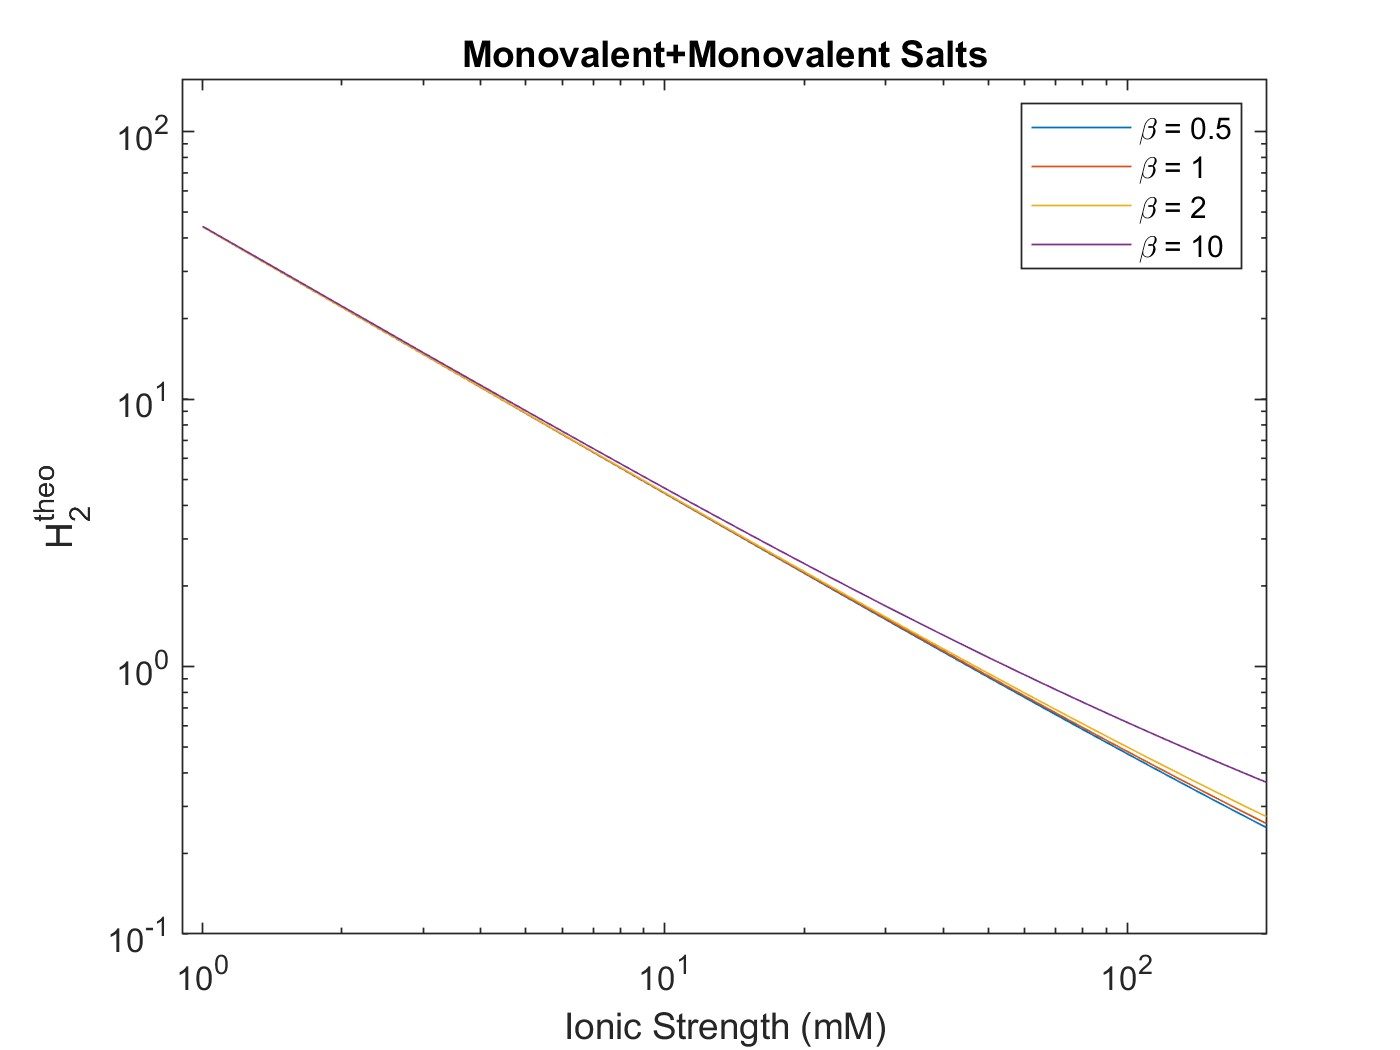 Monovalent+Monovalent Salts
β = 0.5
β = 1
β = 2
β = 10
10^2
10^1
10^0
10^-1
H_2^theo
10^0 10^1 10^2
Ionic Strength (mM)